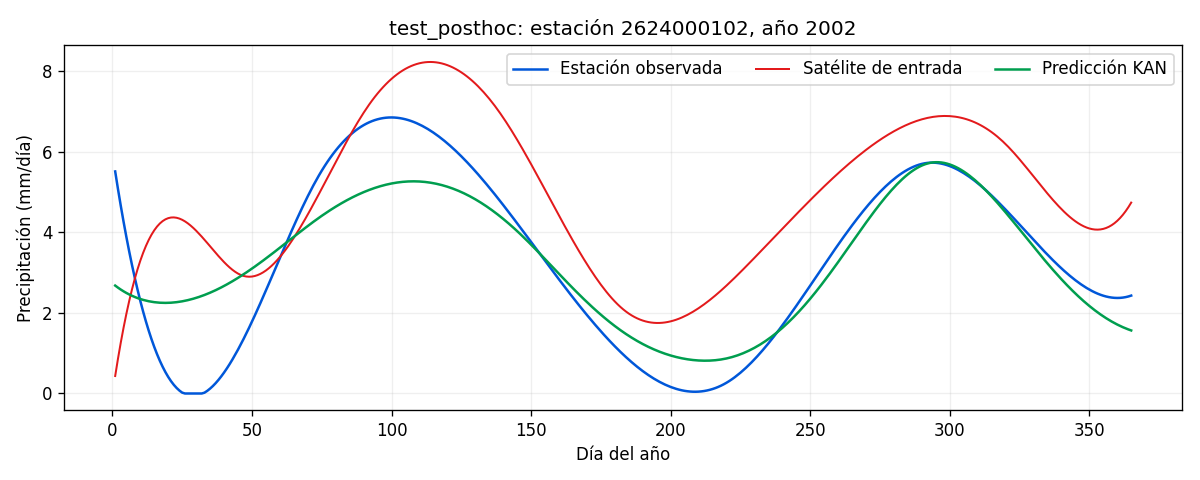 test_posthoc: estación 2624000102, año 2002
Estación observada Satélite de entrada Predicción KAN
Precipitación (mm/día)
8
6
4
2
0
0 50 100 150 200 250 300 350
Día del año